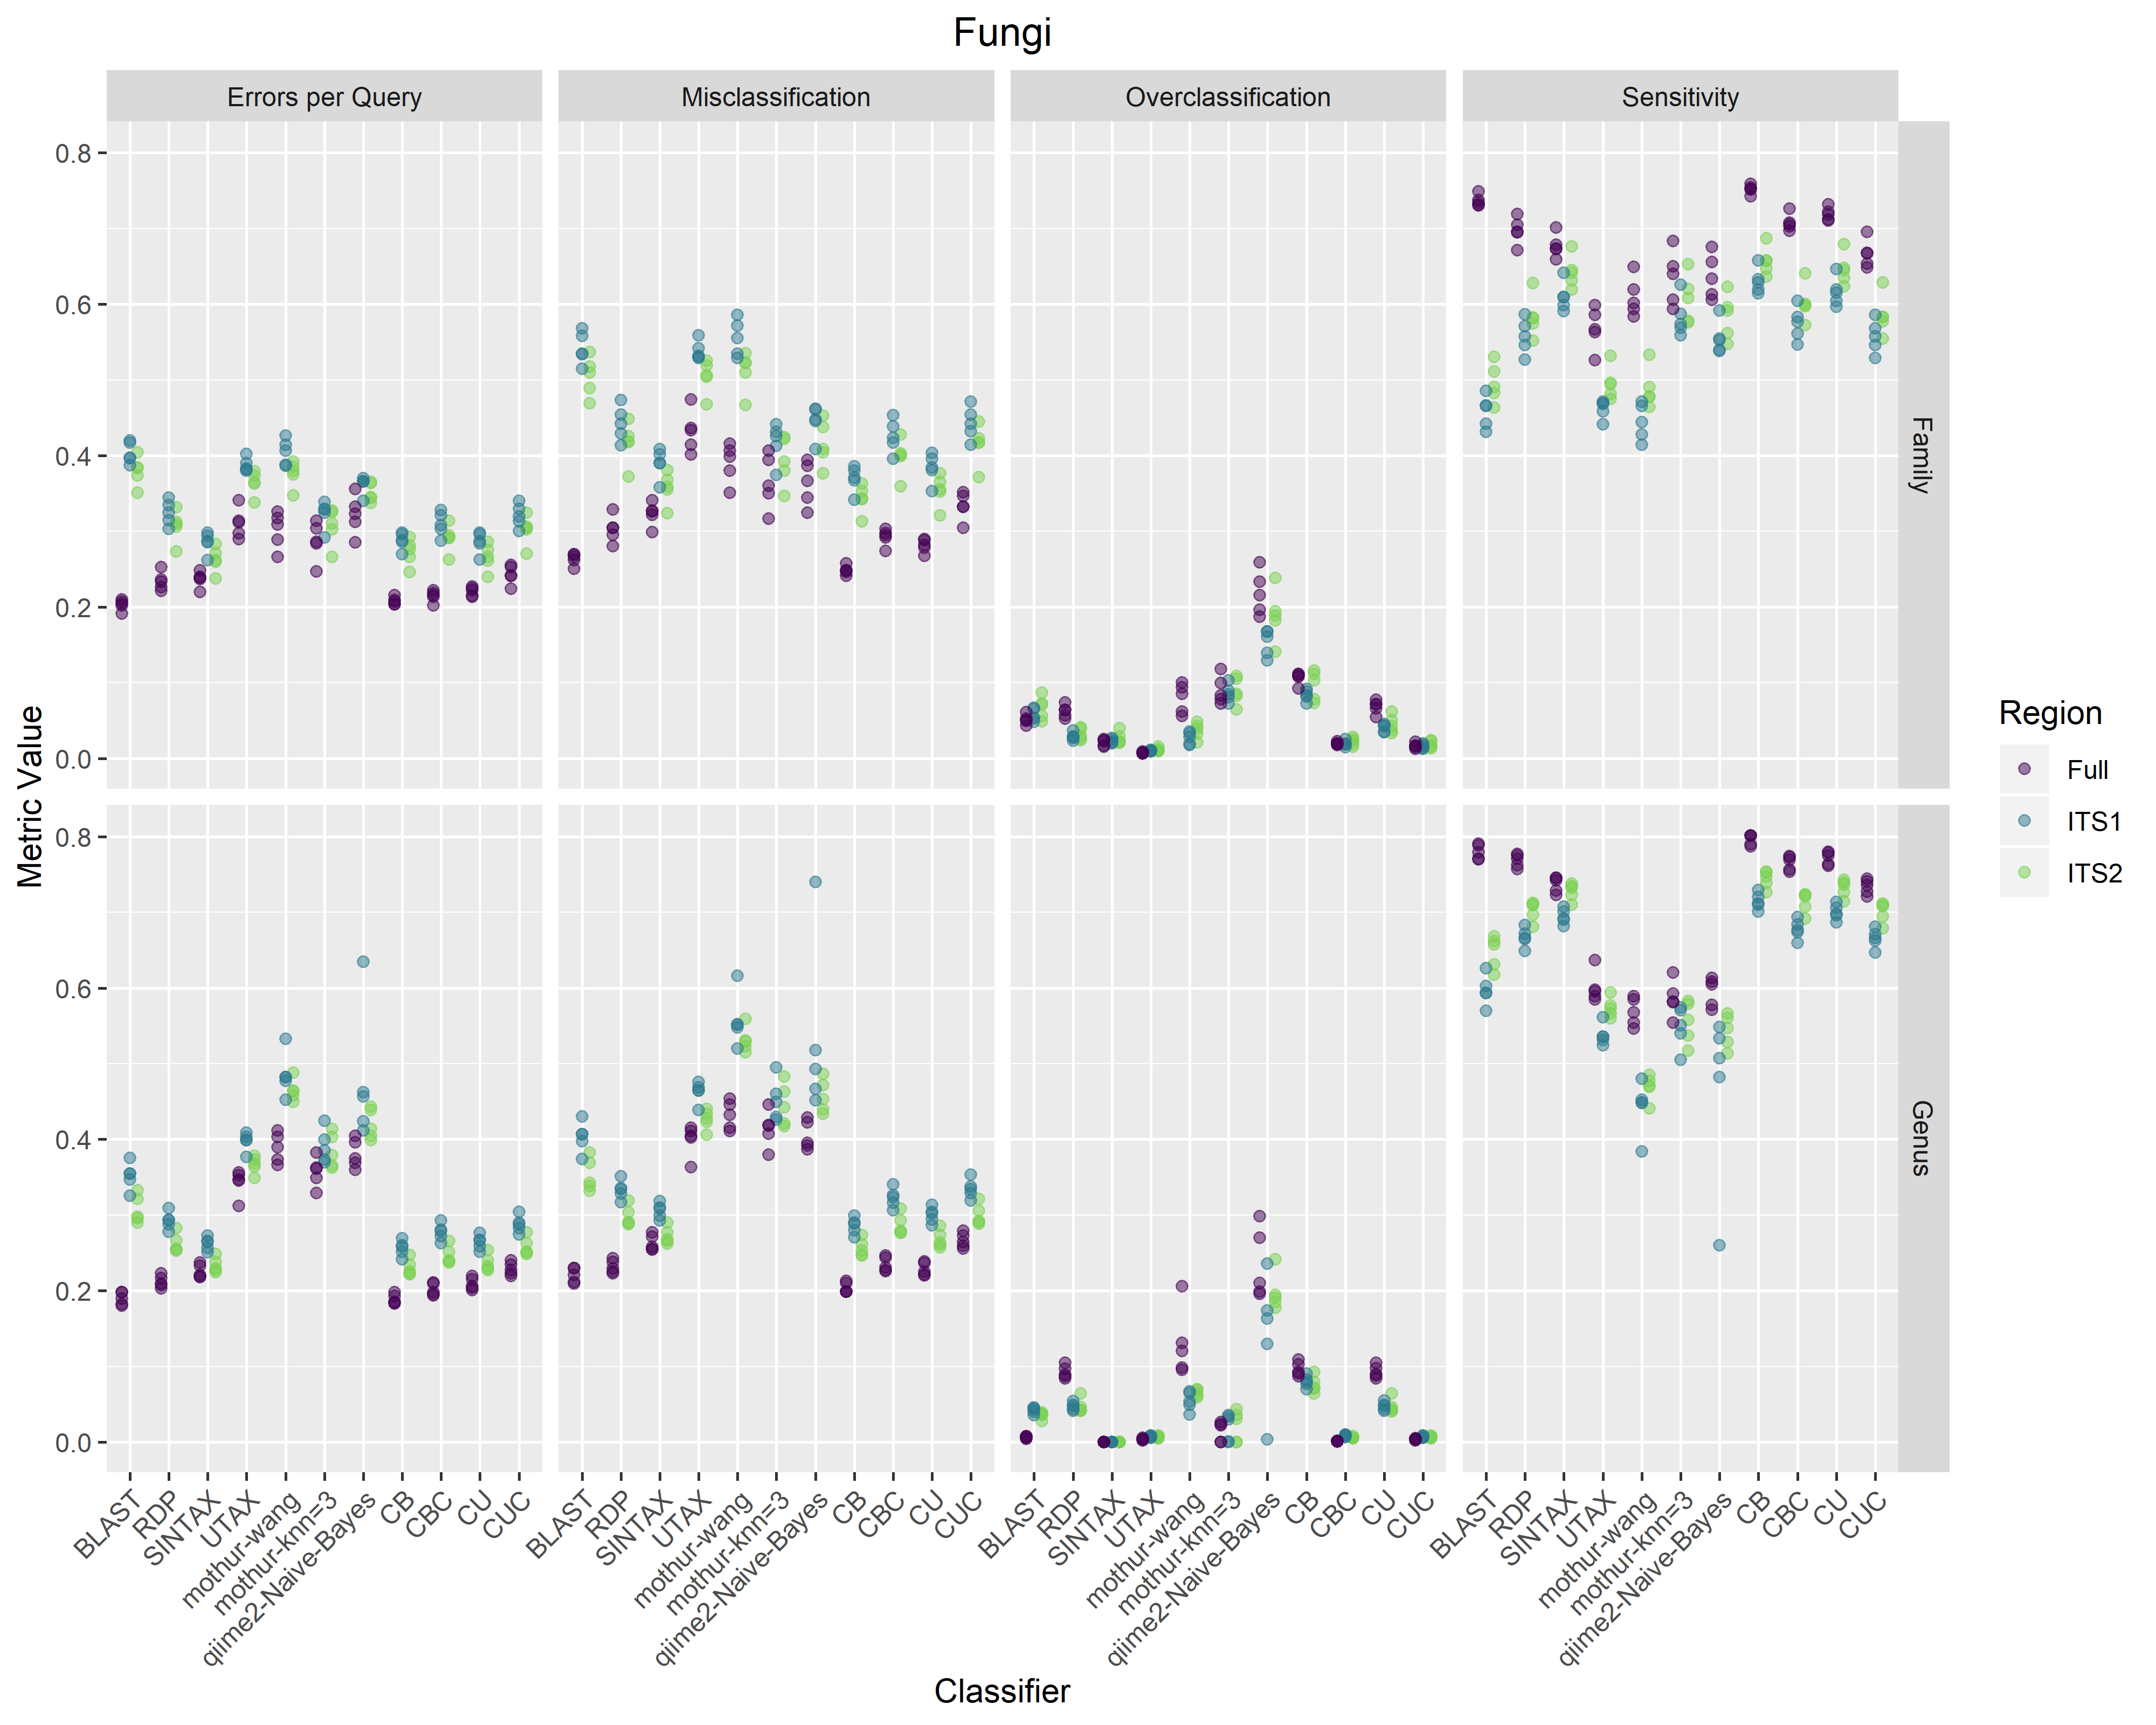 Fungi
Errors per Query
Misclassification
Overclassification
Sensitivity
0.8
0.6
0.4
0.2
0.0
Family
0.8
0.6
0.4
0.2
0.0
Genus
Metric Value
BLAST
RDP
SINTAX
UTAX
mothur-wang
mothur-knn=3
qiime2-Naive-Bayes
CB
CBC
CU
CUC
BLAST
RDP
SINTAX
UTAX
mothur-wang
mothur-knn=3
qiime2-Naive-Bayes
CB
CBC
CU
CUC
BLAST
RDP
SINTAX
UTAX
mothur-wang
mothur-knn=3
qiime2-Naive-Bayes
CB
CBC
CU
CUC
BLAST
RDP
SINTAX
UTAX
mothur-wang
mothur-knn=3
qiime2-Naive-Bayes
CB
CBC
CU
CUC
Classifier
Region
Full
ITS1
ITS2